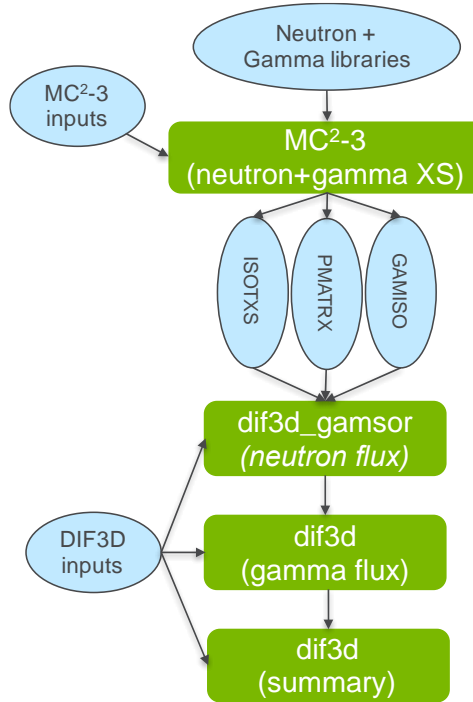 Neutron +
Gamma libraries
MC²-3
inputs
MC²-3
(neutron+gamma XS)
ISOTXS
PMATRX
GAMISO
dif3d_gamsor
(neutron flux)
DIF3D
inputs
dif3d
(gamma flux)
dif3d
(summary)